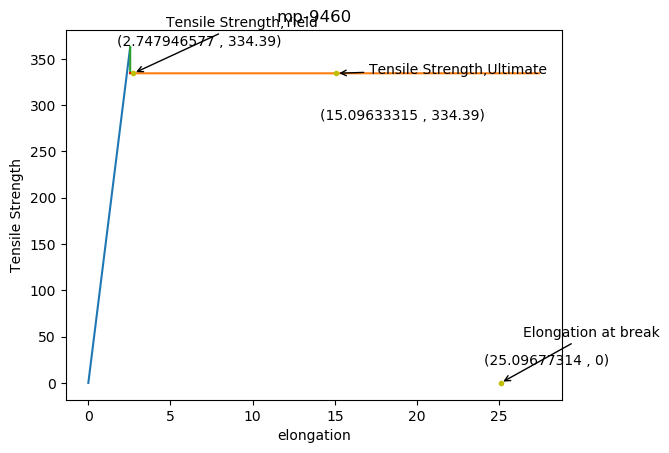 mp-9460
Tensile Strength,Yield
(2.747946577 , 334.39)
Tensile Strength,Ultimate
(15.09633315 , 334.39)
Elongation at break
(25.09677314 , 0)
Tensile Strength
350
300
250
200
150
100
50
0
0 5 10 15 20 25
elongation